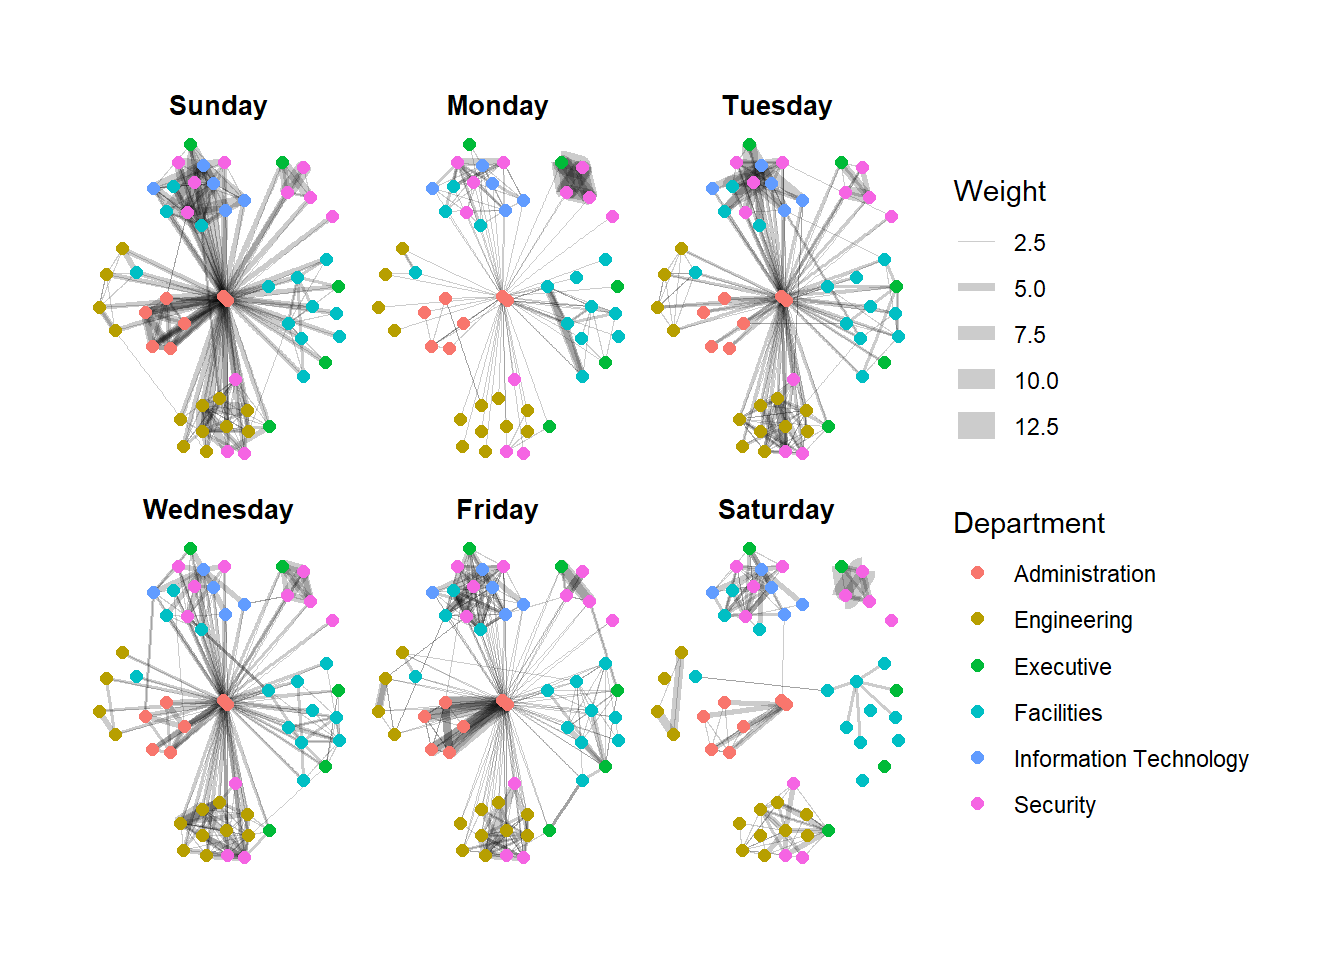 Sunday
Monday
Tuesday
Wednesday
Friday
Saturday
Weight
2.5
5.0
7.5
10.0
12.5
Department
Administration
Engineering
Executive
Facilities
Information Technology
Security